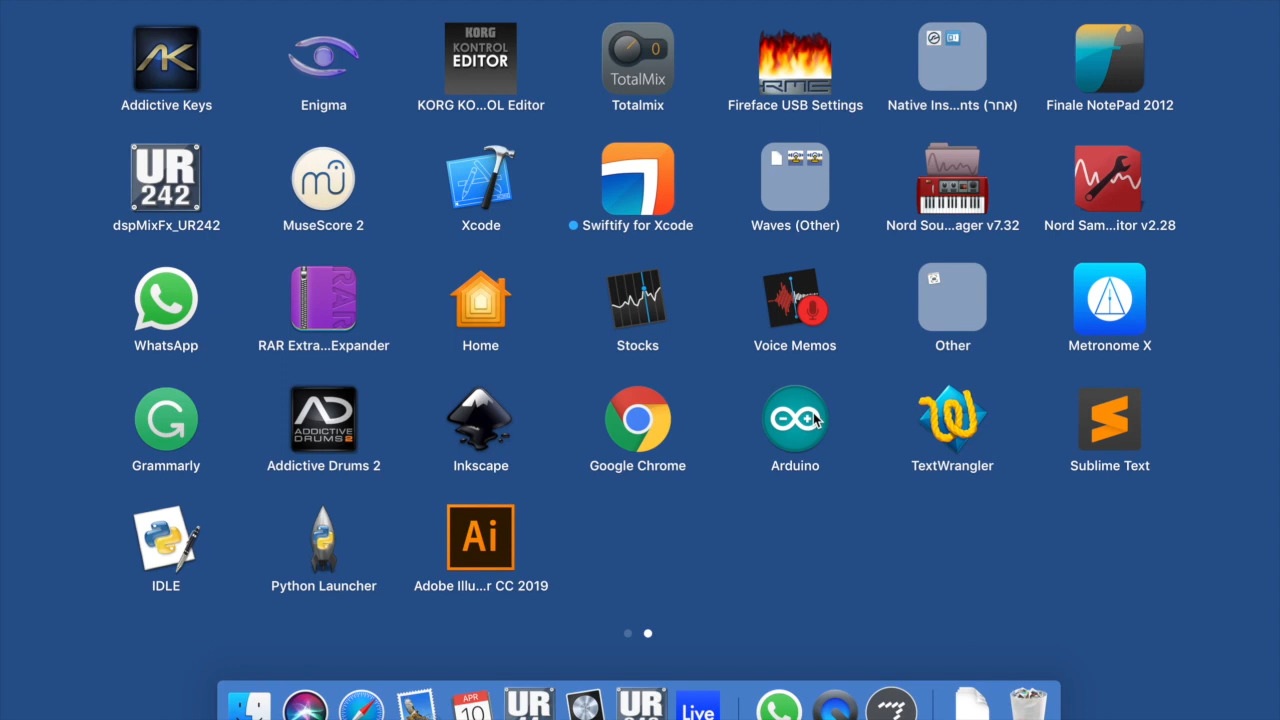 KORG
KONTROL
EDITOR
0
TotalMix
RME
Addictive Keys
Enigma
KORG KO...OL Editor
Totalmix
Fireface USB Settings
Native Ins...nts (אחר)
Finale NotePad 2012
UR
242
mu
dspMixFx_UR242
MuseScore 2
Xcode
Swiftify for Xcode
Waves (Other)
Nord Sou...ager v7.32
Nord Sam...itor v2.28
RAR
WhatsApp
RAR Extra...Expander
Home
Stocks
Voice Memos
Other
Metronome X
AD
ADDICTIVE
DRUMS 2
Grammarly
Addictive Drums 2
Inkscape
Google Chrome
Arduino
TextWrangler
Sublime Text
Ai
IDLE
Python Launcher
Adobe Illu...r CC 2019
APR
10
UR
UR
Live